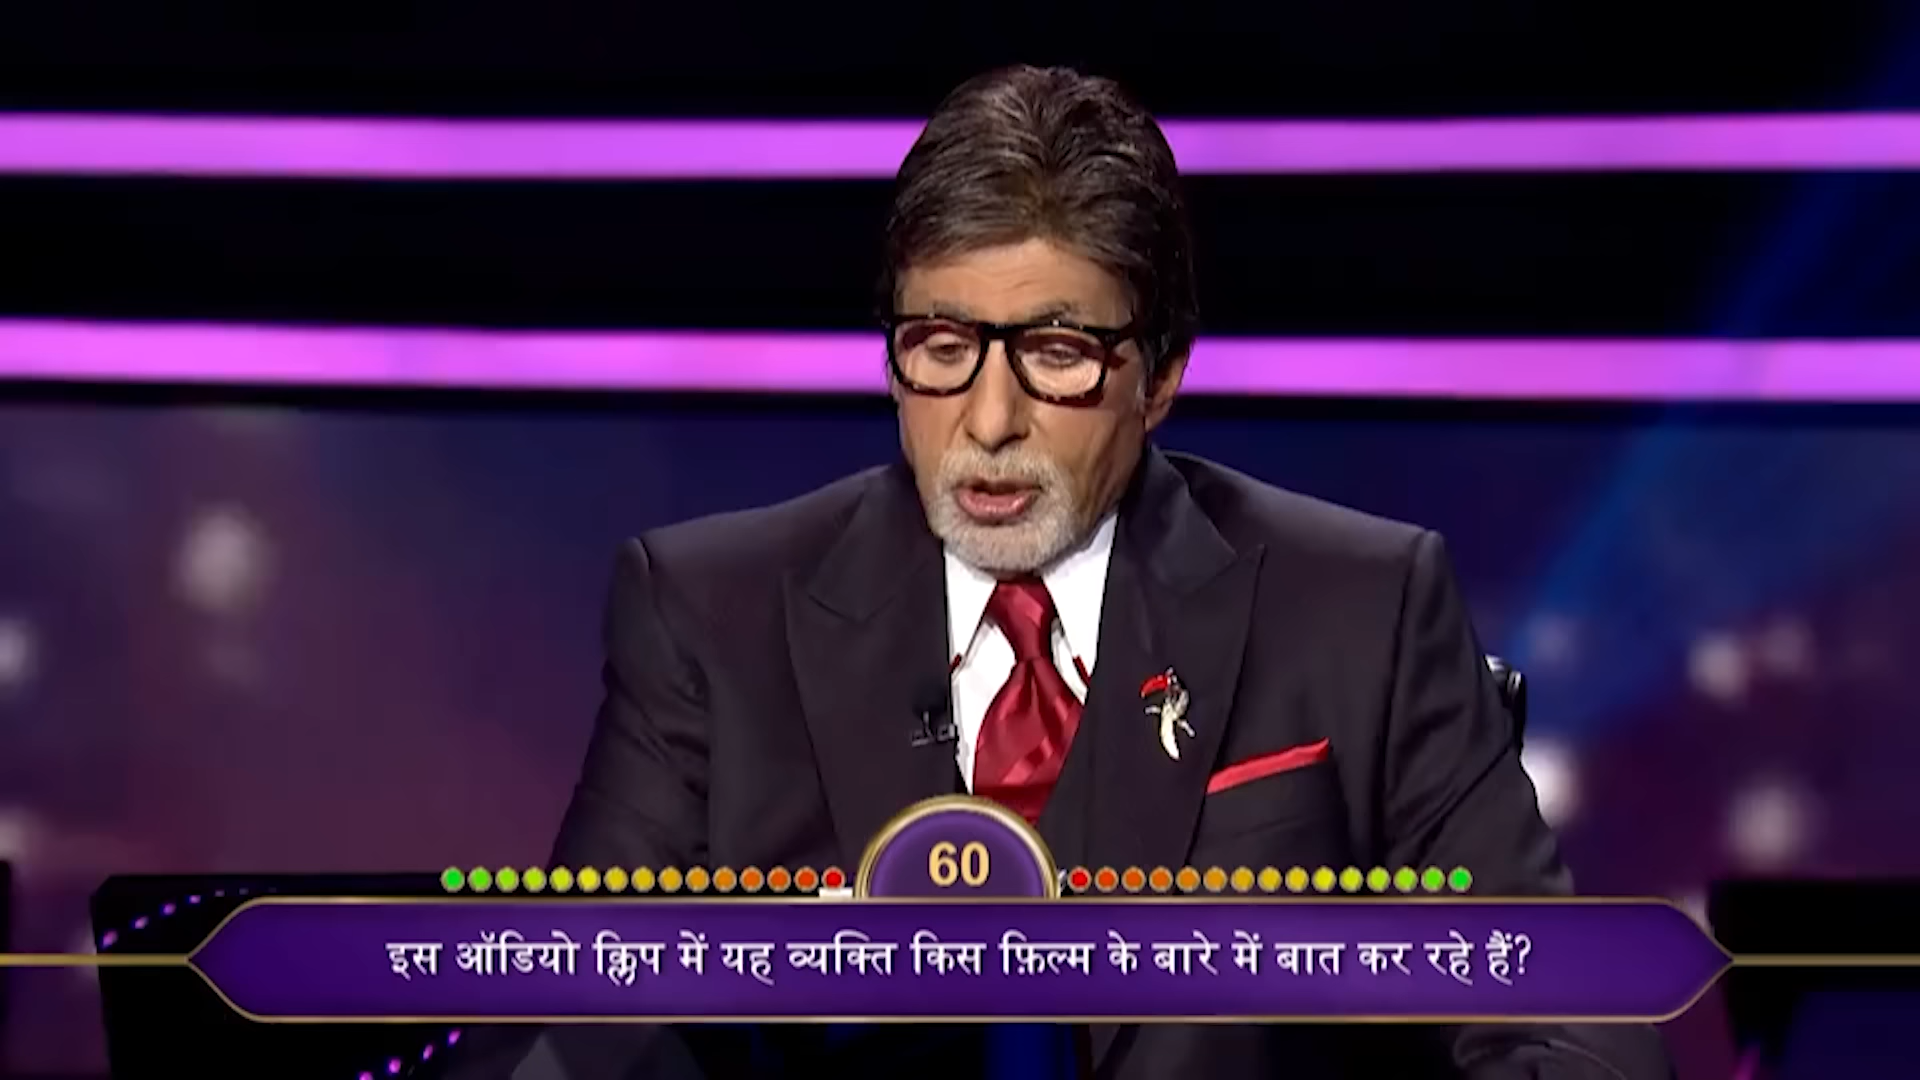 60
इस ऑडियो क्लिप में यह व्यक्ति किस फ़िल्म के बारे में बात कर रहे हैं?